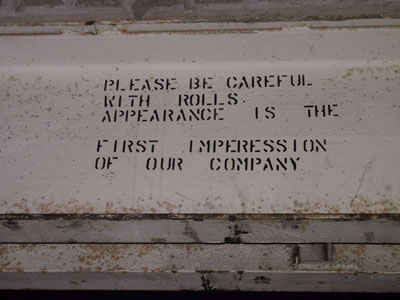 PLEASE BE CAREFUL
WITH ROLLS.
APPEARANCE IS THE
FIRST IMPERESSION
OF OUR COMPANY